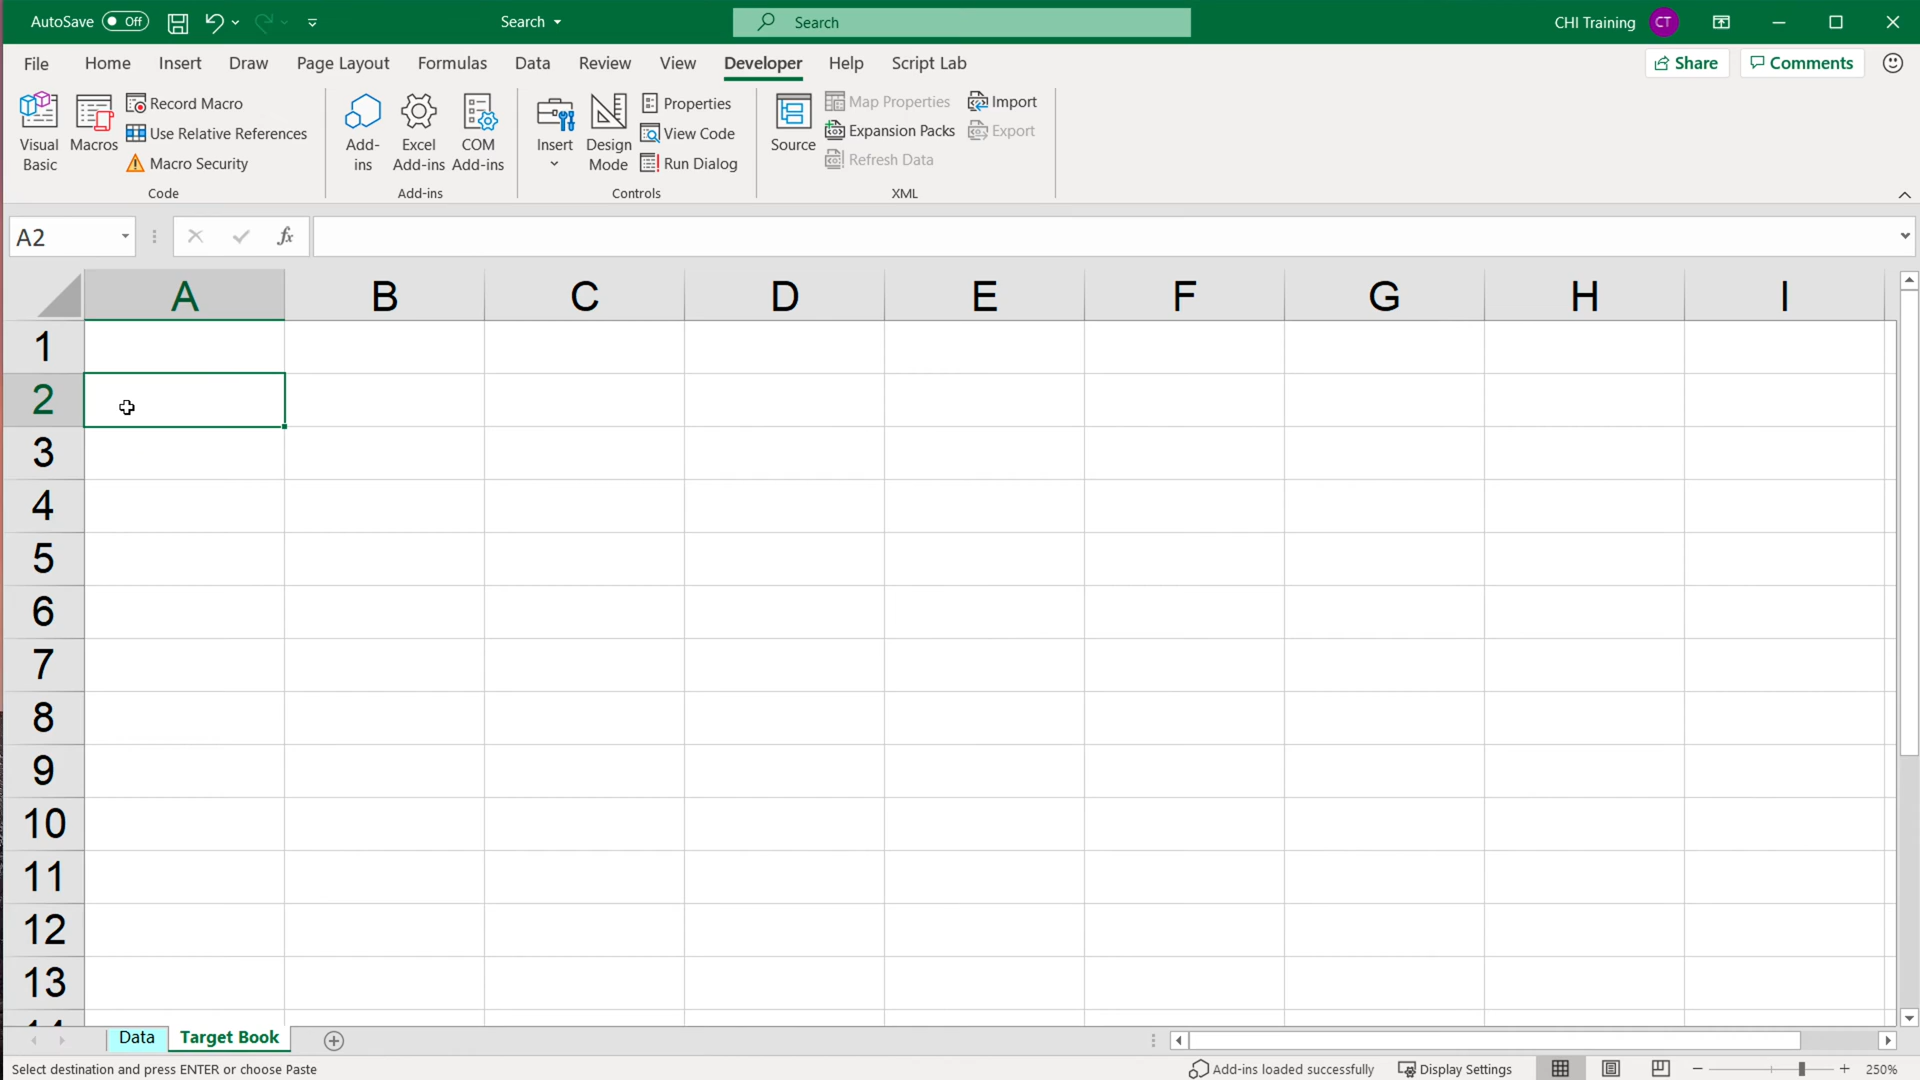 AutoSave Off Search Search CHI Training CT
File Home Insert Draw Page Layout Formulas Data Review View Developer Help Script Lab Share Comments
Visual Basic
Macros
Record Macro
Use Relative References
Macro Security
Code
Add-ins
Excel Add-ins
COM Add-ins
Add-ins
Insert
Design Mode
Properties
View Code
Run Dialog
Controls
Source
Map Properties
Expansion Packs
Refresh Data
Import
Export
XML
A2 fx
A B C D E F G H I
1
2
3
4
5
6
7
8
9
10
11
12
13
14
Data Target Book
Select destination and press ENTER or choose Paste Add-ins loaded successfully Display Settings 250%